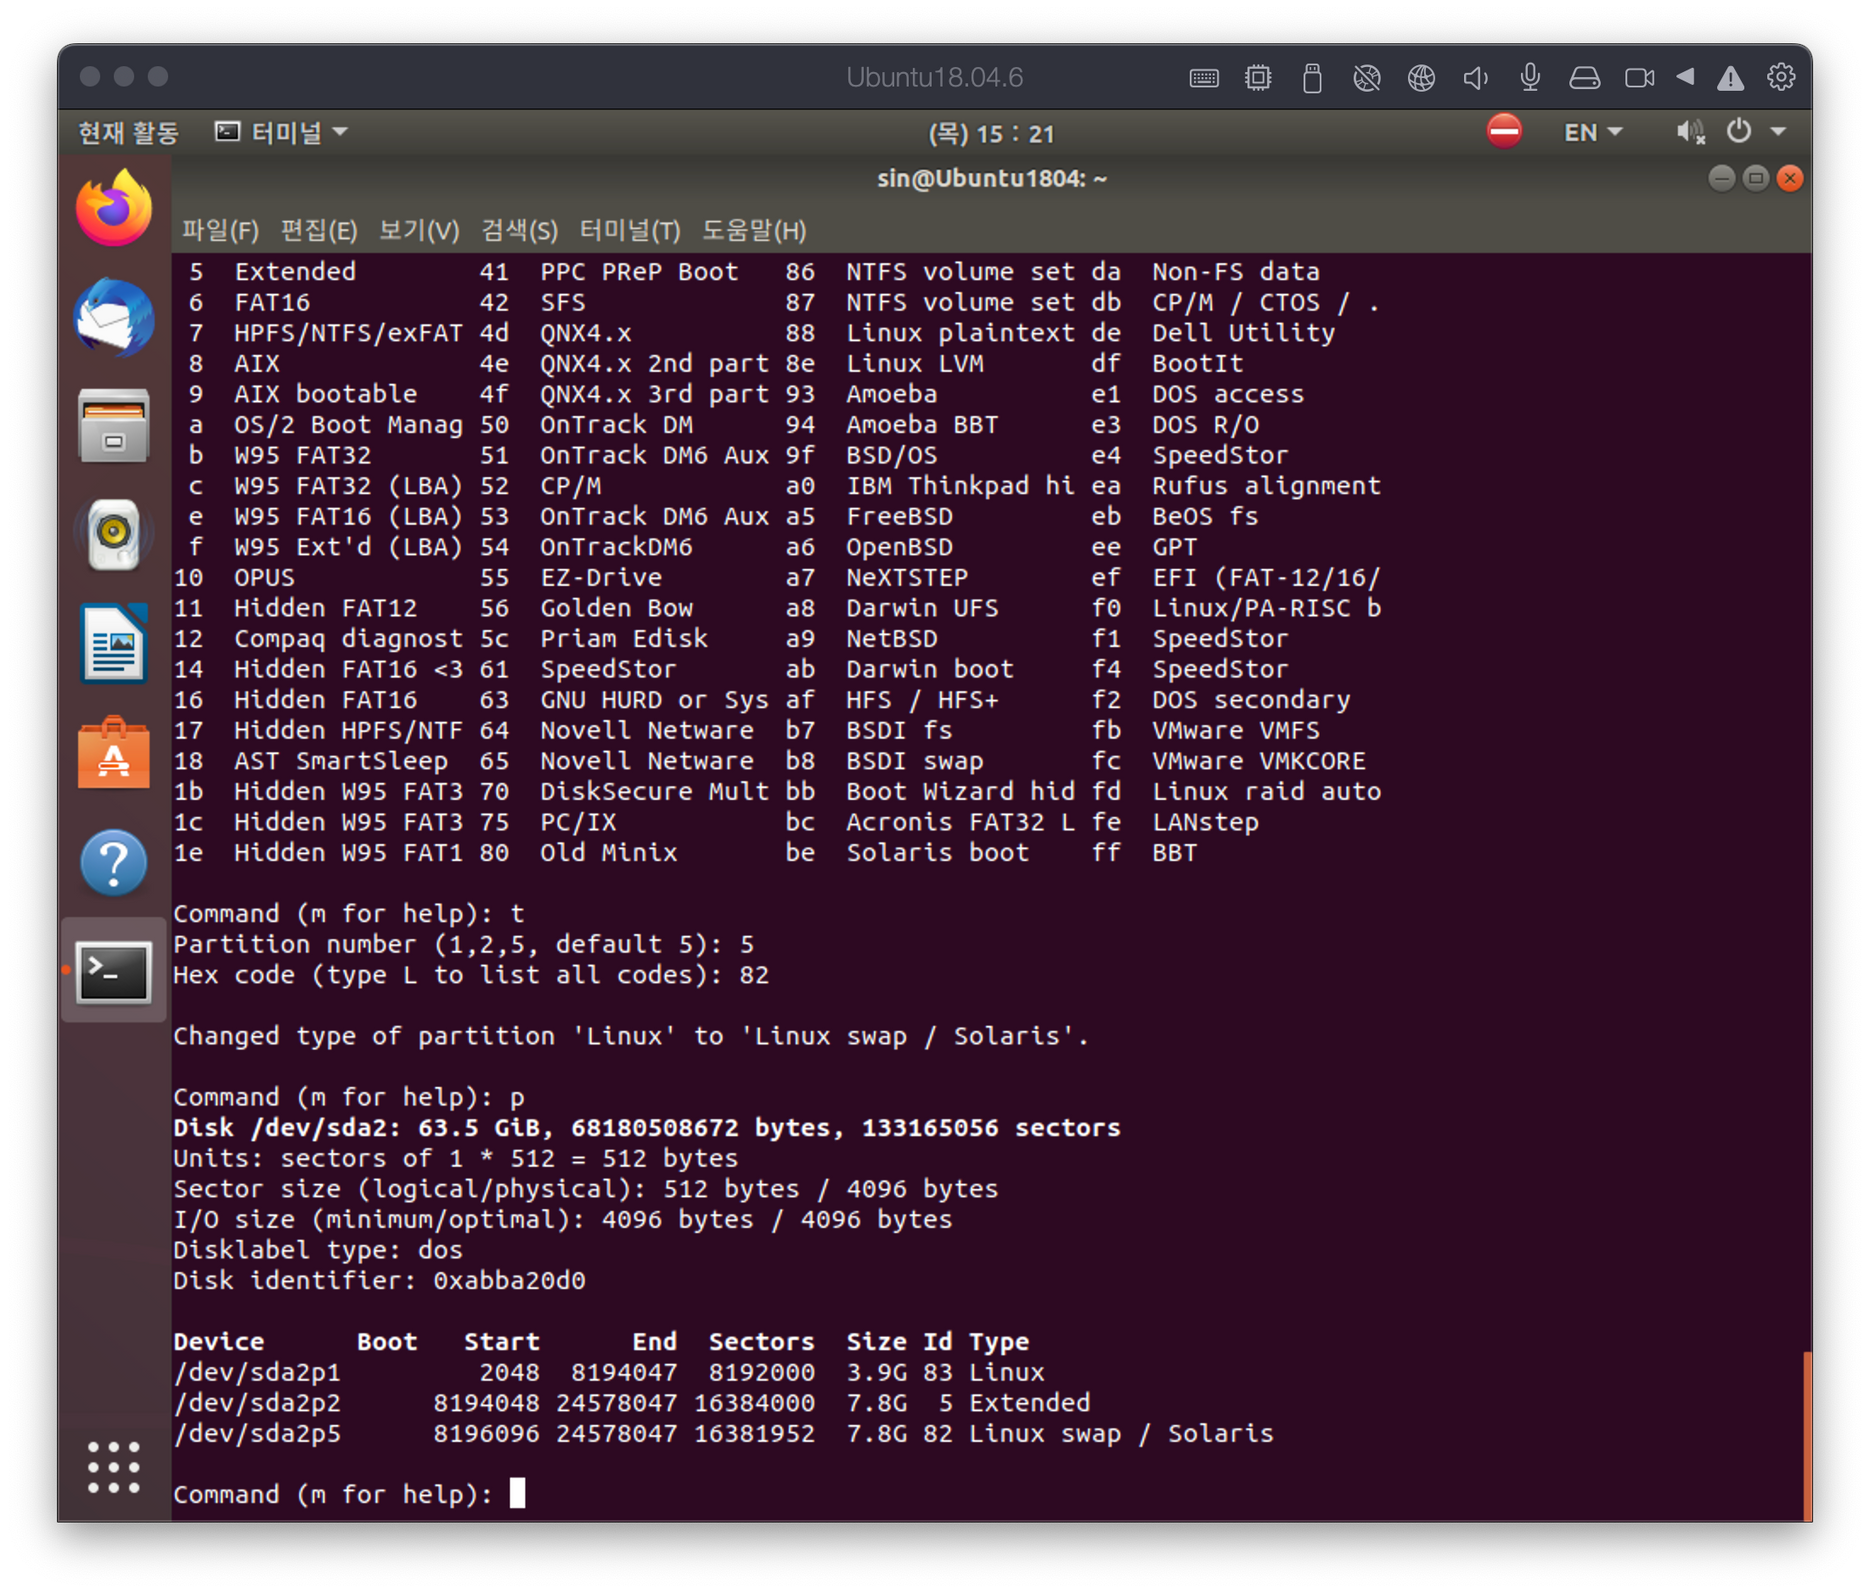 Ubuntu18.04.6
현재 활동 터미널 (목) 15 : 21 EN
sin@Ubuntu1804: ~
파일(F) 편집(E) 보기(V) 검색(S) 터미널(T) 도움말(H)
5 Extended 41 PPC PReP Boot 86 NTFS volume set da Non-FS data
6 FAT16 42 SFS 87 NTFS volume set db CP/M / CTOS / .
7 HPFS/NTFS/exFAT 4d QNX4.x 88 Linux plaintext de Dell Utility
8 AIX 4e QNX4.x 2nd part 8e Linux LVM df BootIt
9 AIX bootable 4f QNX4.x 3rd part 93 Amoeba e1 DOS access
a OS/2 Boot Manag 50 OnTrack DM 94 Amoeba BBT e3 DOS R/O
b W95 FAT32 51 OnTrack DM6 Aux 9f BSD/OS e4 SpeedStor
c W95 FAT32 (LBA) 52 CP/M a0 IBM Thinkpad hi ea Rufus alignment
e W95 FAT16 (LBA) 53 OnTrack DM6 Aux a5 FreeBSD eb BeOS fs
f W95 Ext'd (LBA) 54 OnTrackDM6 a6 OpenBSD ee GPT
10 OPUS 55 EZ-Drive a7 NeXTSTEP ef EFI (FAT-12/16/
11 Hidden FAT12 56 Golden Bow a8 Darwin UFS f0 Linux/PA-RISC b
12 Compaq diagnost 5c Priam Edisk a9 NetBSD f1 SpeedStor
14 Hidden FAT16 <3 61 SpeedStor ab Darwin boot f4 SpeedStor
16 Hidden FAT16 63 GNU HURD or Sys af HFS / HFS+ f2 DOS secondary
17 Hidden HPFS/NTF 64 Novell Netware b7 BSDI fs fb VMware VMFS
18 AST SmartSleep 65 Novell Netware b8 BSDI swap fc VMware VMKCORE
1b Hidden W95 FAT3 70 DiskSecure Mult bb Boot Wizard hid fd Linux raid auto
1c Hidden W95 FAT3 75 PC/IX bc Acronis FAT32 L fe LANstep
1e Hidden W95 FAT1 80 Old Minix be Solaris boot ff BBT
Command (m for help): t
Partition number (1,2,5, default 5): 5
Hex code (type L to list all codes): 82
Changed type of partition 'Linux' to 'Linux swap / Solaris'.
Command (m for help): p
Disk /dev/sda2: 63.5 GiB, 68180508672 bytes, 133165056 sectors
Units: sectors of 1 * 512 = 512 bytes
Sector size (logical/physical): 512 bytes / 4096 bytes
I/O size (minimum/optimal): 4096 bytes / 4096 bytes
Disklabel type: dos
Disk identifier: 0xabba20d0
Device Boot Start End Sectors Size Id Type
/dev/sda2p1 2048 8194047 8192000 3.9G 83 Linux
/dev/sda2p2 8194048 24578047 16384000 7.8G 5 Extended
/dev/sda2p5 8196096 24578047 16381952 7.8G 82 Linux swap / Solaris
Command (m for help):